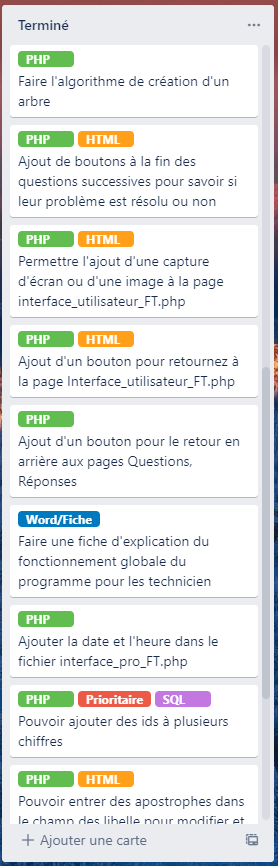 Terminé
PHP
Faire l'algorithme de création d'un
arbre
PHP HTML
Ajout de boutons à la fin des
questions successives pour savoir si
leur problème est résolu ou non
PHP HTML
Permettre l'ajout d'une capture
d'écran ou d'une image à la page
interface_utilisateur_FT.php
PHP HTML
Ajout d'un bouton pour retournez à
la page Interface_utilisateur_FT.php
PHP
Ajout d'un bouton pour le retour en
arrière aux pages Questions,
Réponses
Word/Fiche
Faire une fiche d'explication du
fonctionnement globale du
programme pour les technicien
PHP
Ajouter la date et l'heure dans le
fichier interface_pro_FT.php
PHP Prioritaire SQL
Pouvoir ajouter des ids à plusieurs
chiffres
PHP HTML
Pouvoir entrer des apostrophes dans
le champ des libelle pour modifier et
Ajouter une carte